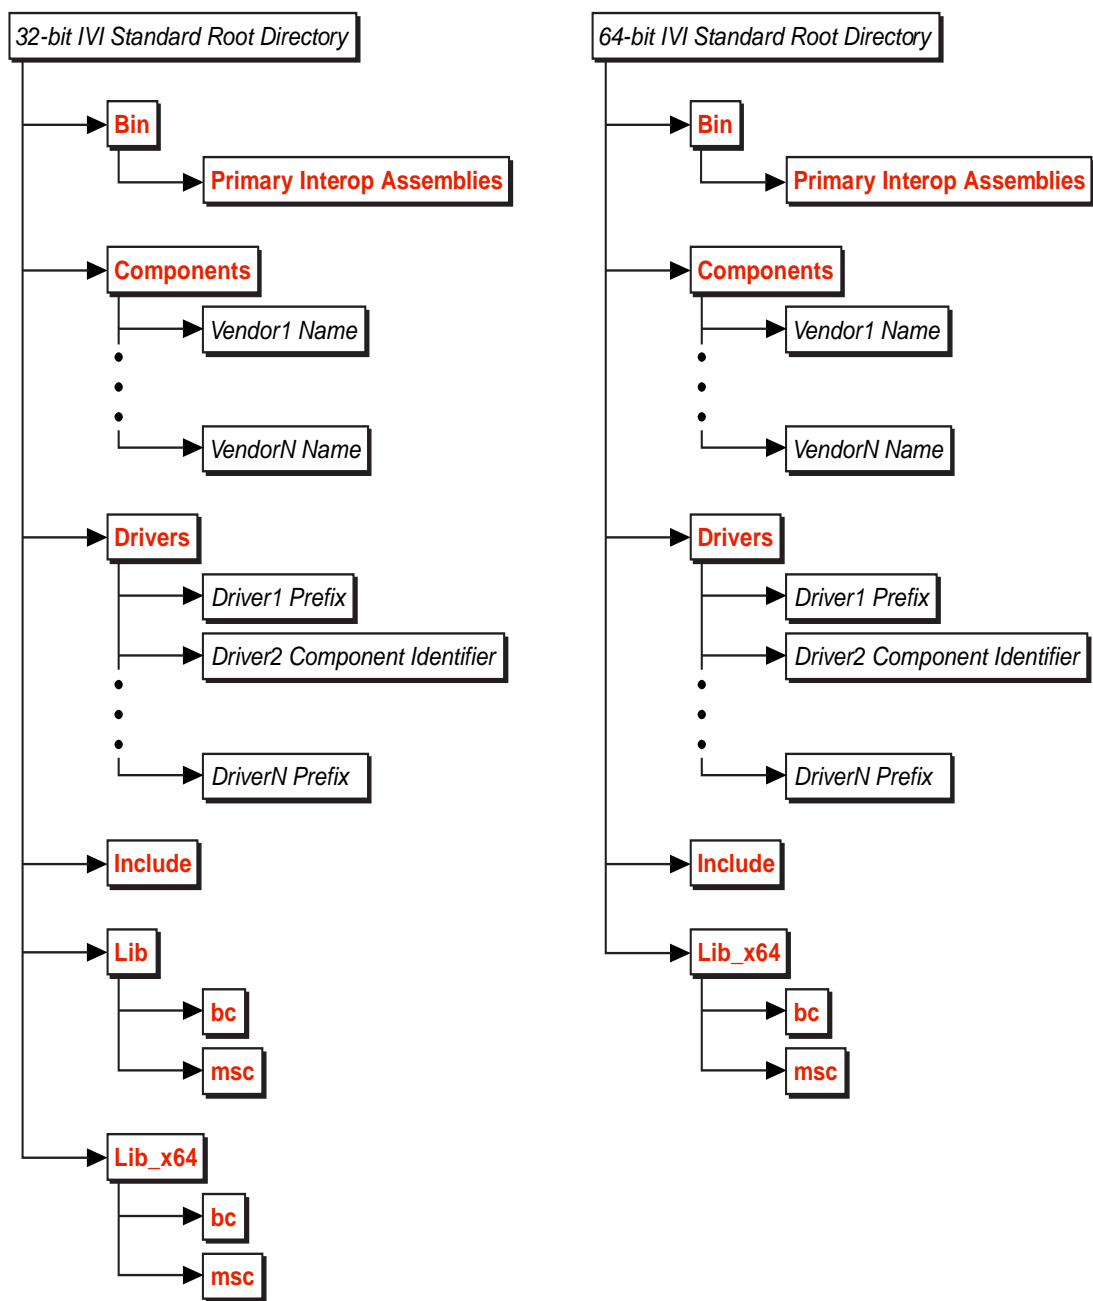 32-bit IVI Standard Root Directory
Bin
Primary Interop Assemblies
Components
Vendor1 Name
VendorN Name
Drivers
Driver1 Prefix
Driver2 Component Identifier
DriverN Prefix
Include
Lib
bc
msc
Lib_x64
bc
msc
64-bit IVI Standard Root Directory
Bin
Primary Interop Assemblies
Components
Vendor1 Name
VendorN Name
Drivers
Driver1 Prefix
Driver2 Component Identifier
DriverN Prefix
Include
Lib_x64
bc
msc